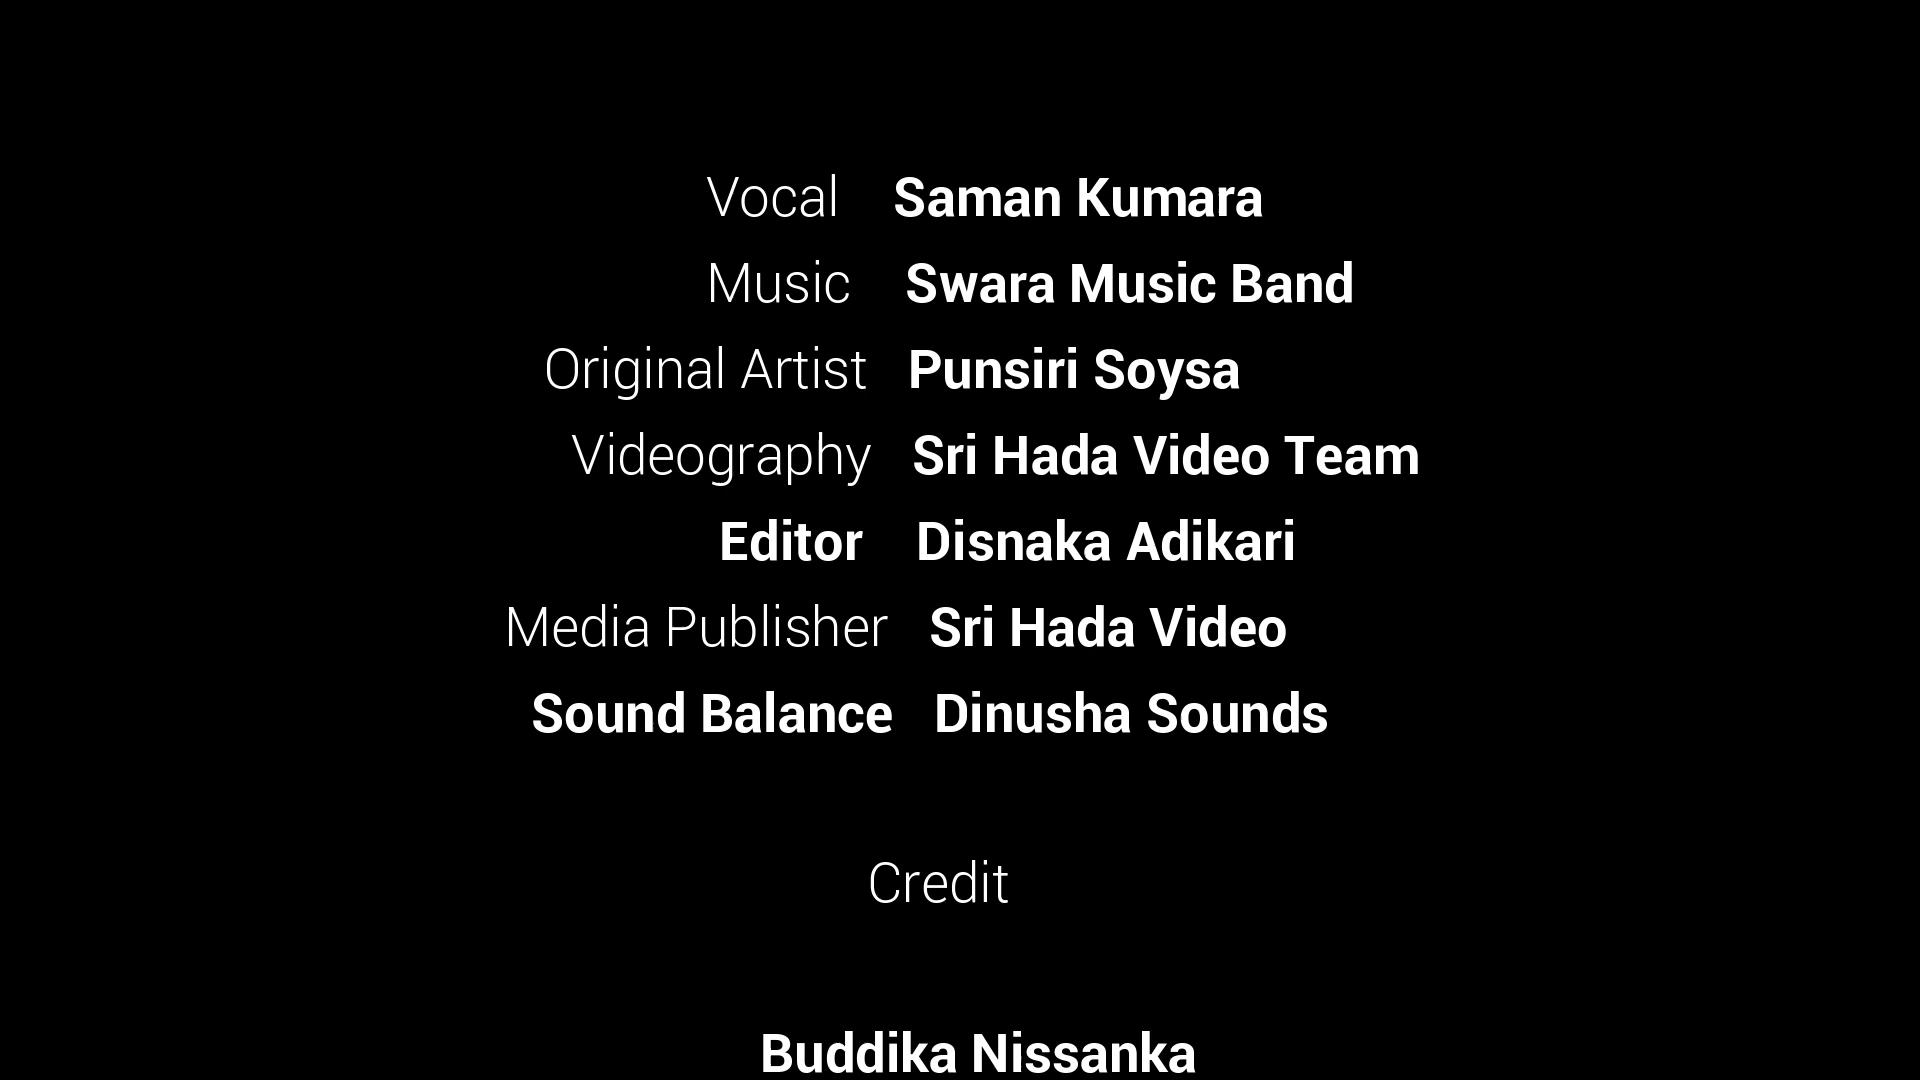 Vocal Saman Kumara
Music Swara Music Band
Original Artist Punsiri Soysa
Videography Sri Hada Video Team
Editor Disnaka Adikari
Media Publisher Sri Hada Video
Sound Balance Dinusha Sounds
Credit
Buddika Nissanka